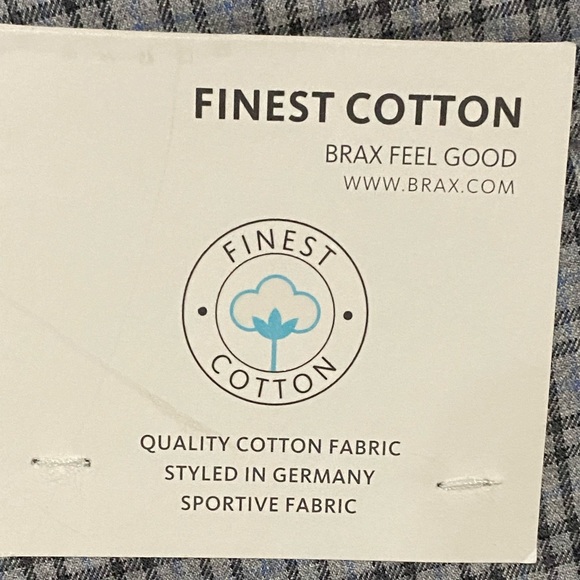 FINEST COTTON
BRAX FEEL GOOD
WWW.BRAX.COM
FINEST
COTTON
QUALITY COTTON FABRIC
STYLED IN GERMANY
SPORTIVE FABRIC